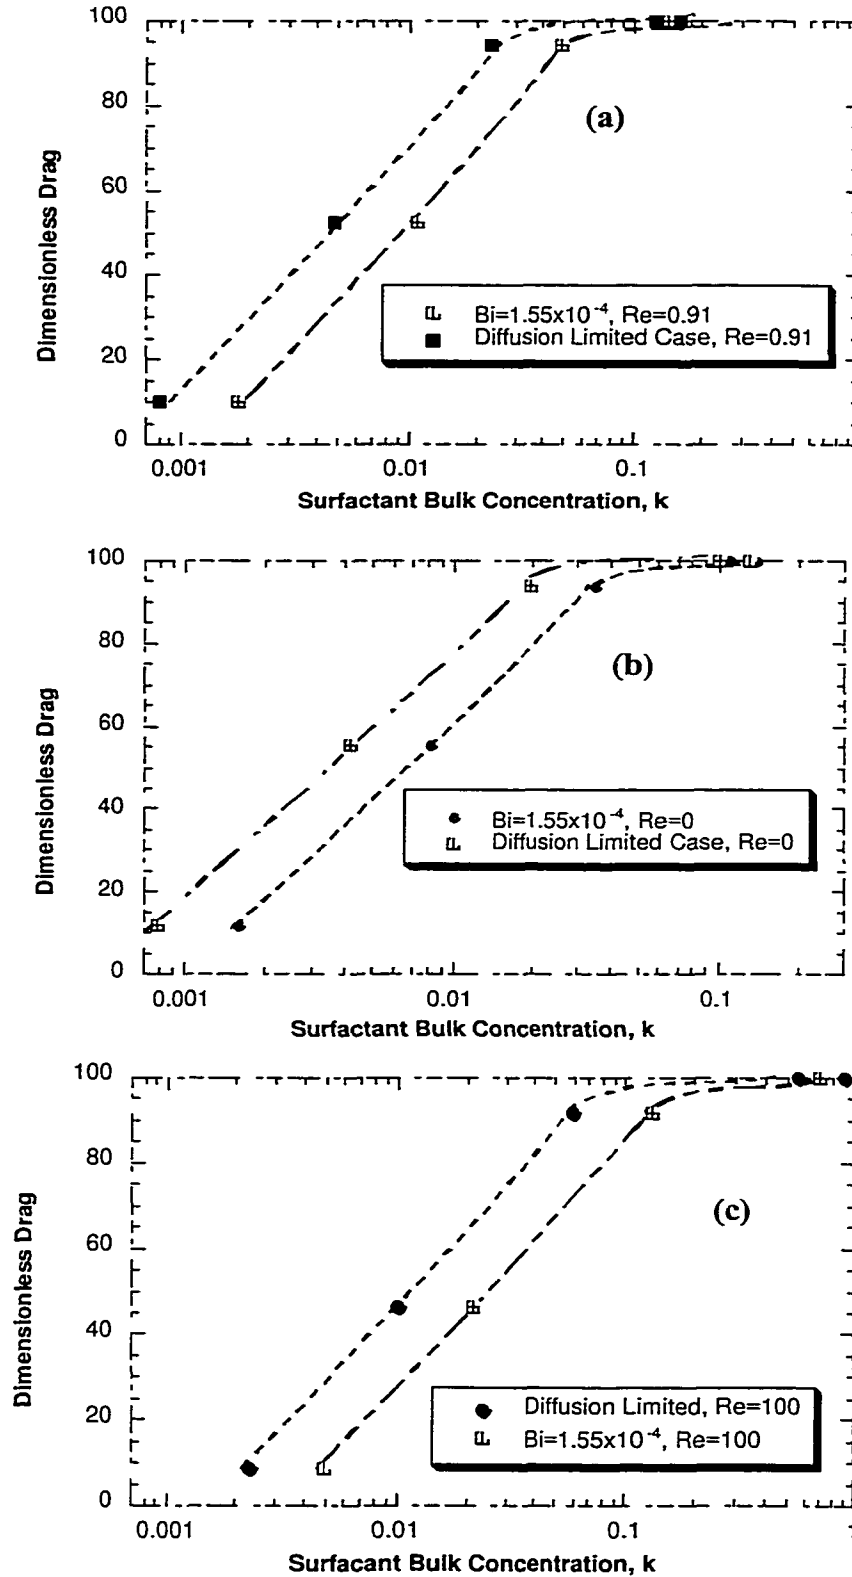 100
80
60
40
20
0
Dimensionless Drag
(a)
Bi=1.55x10⁻⁴, Re=0.91
Diffusion Limited Case, Re=0.91
0.001 0.01 0.1
Surfactant Bulk Concentration, k
100
80
60
40
20
0
Dimensionless Drag
(b)
Bi=1.55x10⁻⁴, Re=0
Diffusion Limited Case, Re=0
0.001 0.01 0.1
Surfactant Bulk Concentration, k
100
80
60
40
20
0
Dimensionless Drag
(c)
Diffusion Limited, Re=100
Bi=1.55x10⁻⁴, Re=100
0.001 0.01 0.1 1
Surfacant Bulk Concentration, k